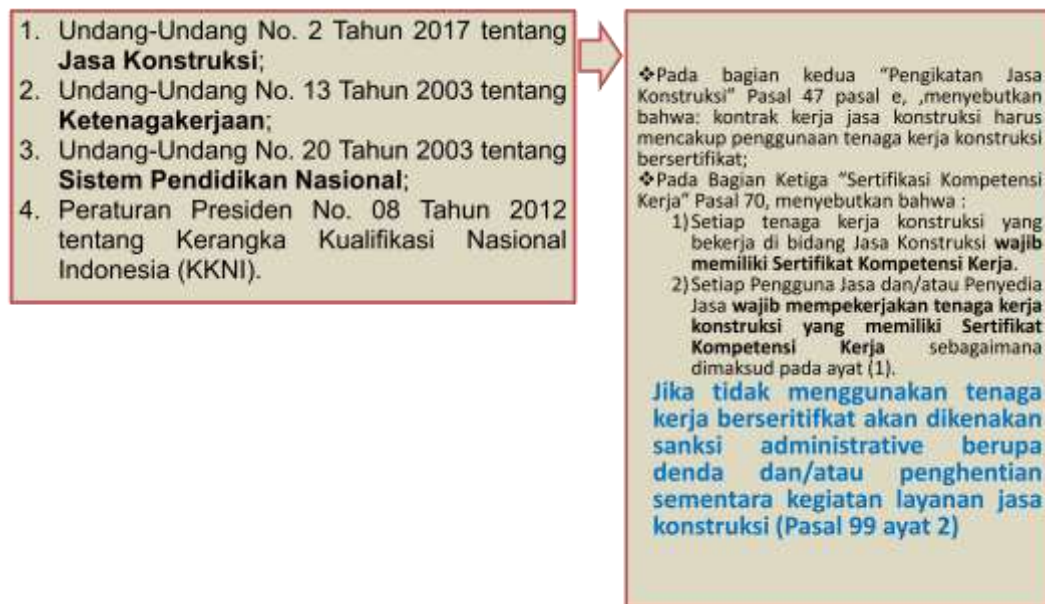 1. Undang-Undang No. 2 Tahun 2017 tentang
Jasa Konstruksi;
2. Undang-Undang No. 13 Tahun 2003 tentang
Ketenagakerjaan;
3. Undang-Undang No. 20 Tahun 2003 tentang
Sistem Pendidikan Nasional;
4. Peraturan Presiden No. 08 Tahun 2012
tentang Kerangka Kualifikasi Nasional
Indonesia (KKNI).
❖Pada bagian kedua "Pengikatan Jasa
Konstruksi" Pasal 47 pasal e, ,menyebutkan
bahwa: kontrak kerja jasa konstruksi harus
mencakup penggunaan tenaga kerja konstruksi
bersertifikat;
❖Pada Bagian Ketiga "Sertifikasi Kompetensi
Kerja" Pasal 70, menyebutkan bahwa :
1)Setiap tenaga kerja konstruksi yang
bekerja di bidang Jasa Konstruksi wajib
memiliki Sertifikat Kompetensi Kerja.
2)Setiap Pengguna Jasa dan/atau Penyedia
Jasa wajib mempekerjakan tenaga kerja
konstruksi yang memiliki Sertifikat
Kompetensi Kerja sebagaimana
dimaksud pada ayat (1).
Jika tidak menggunakan tenaga
kerja berseritifkat akan dikenakan
sanksi administrative berupa
denda dan/atau penghentian
sementara kegiatan layanan jasa
konstruksi (Pasal 99 ayat 2)